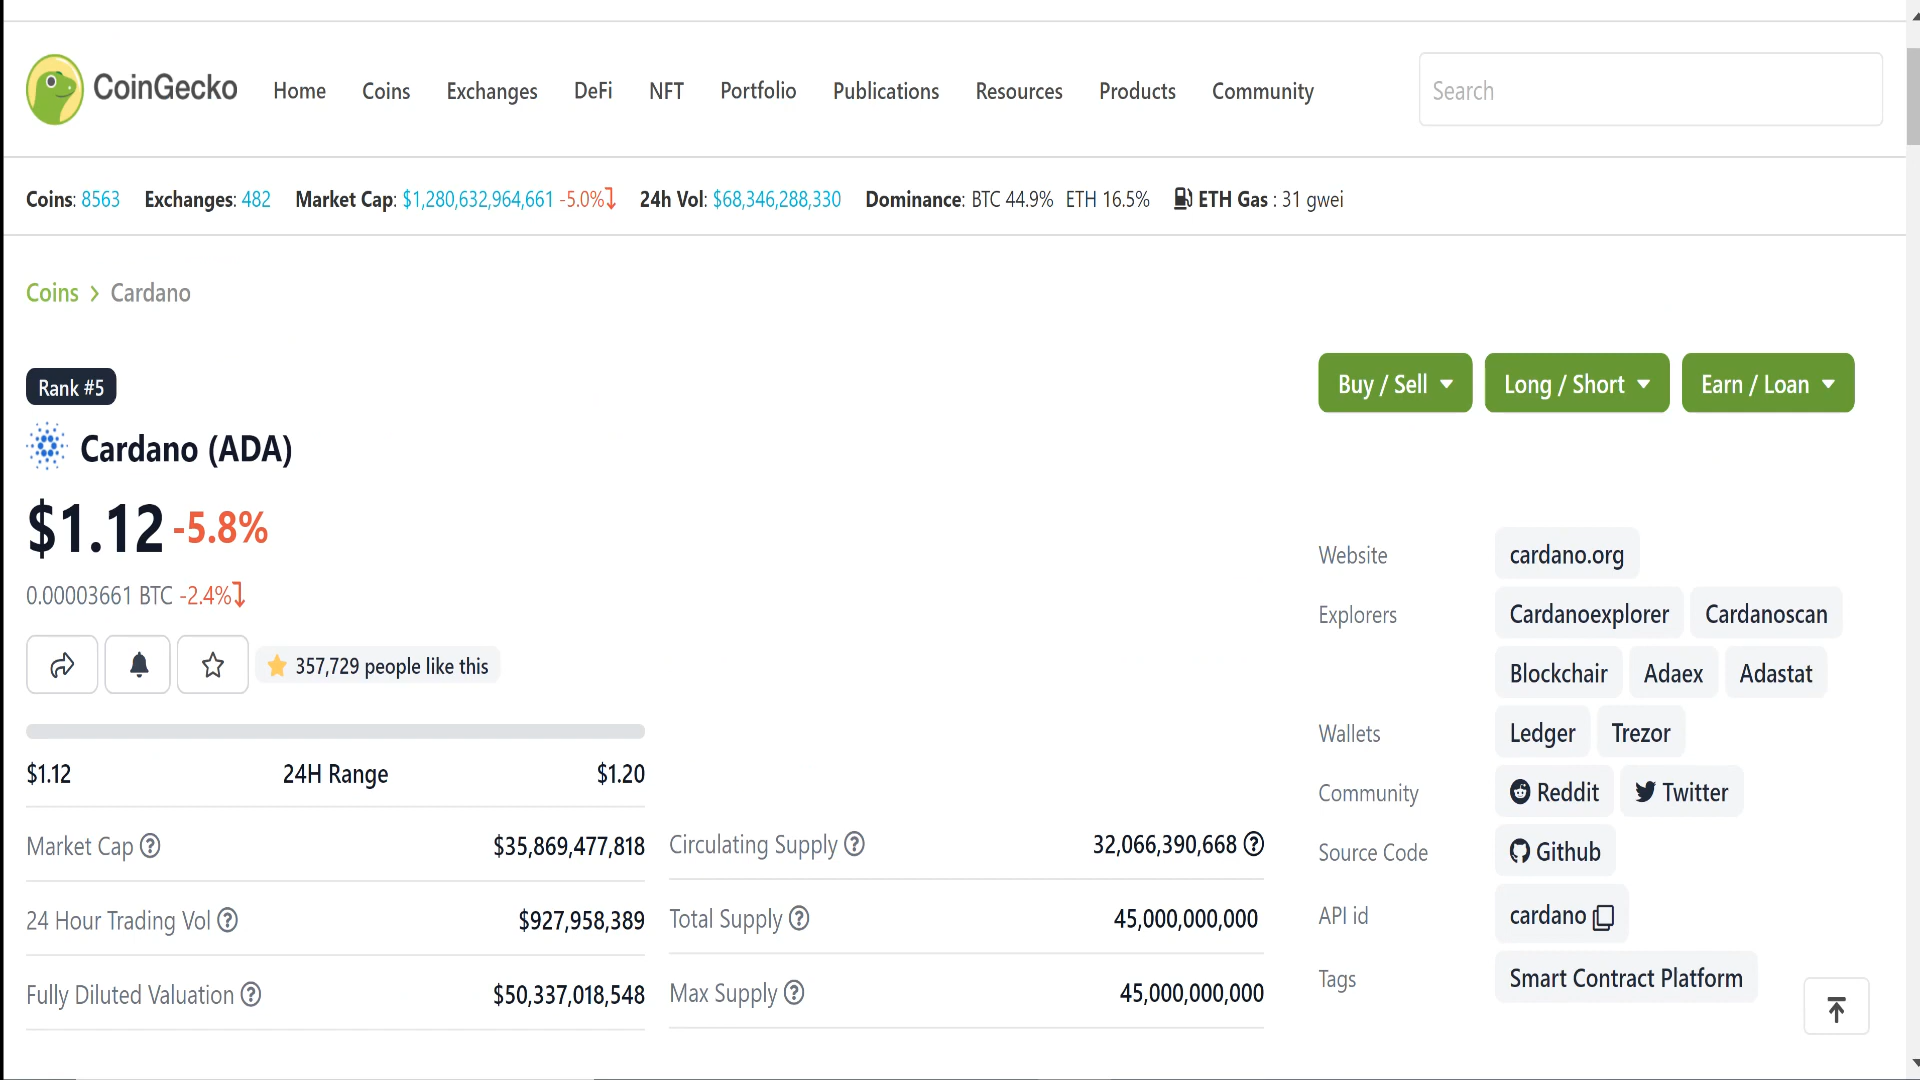 CoinGecko Home Coins Exchanges DeFi NFT Portfolio Publications Resources Products Community Search
Coins: 8563 Exchanges: 482 Market Cap: $1,280,632,964,661 -5.0% 24h Vol: $68,346,288,330 Dominance: BTC 44.9% ETH 16.5% ETH Gas : 31 gwei
Coins > Cardano
Rank #5
Buy / Sell Long / Short Earn / Loan
Cardano (ADA)
$1.12 -5.8%
0.00003661 BTC -2.4%
357,729 people like this
$1.12 24H Range $1.20
Market Cap ? $35,869,477,818
24 Hour Trading Vol ? $927,958,389
Fully Diluted Valuation ? $50,337,018,548
Circulating Supply ? 32,066,390,668 ?
Total Supply ? 45,000,000,000
Max Supply ? 45,000,000,000
Website cardano.org
Explorers Cardanoexplorer Cardanoscan
Blockchair Adaex Adastat
Wallets Ledger Trezor
Community Reddit Twitter
Source Code Github
API id cardano
Tags Smart Contract Platform